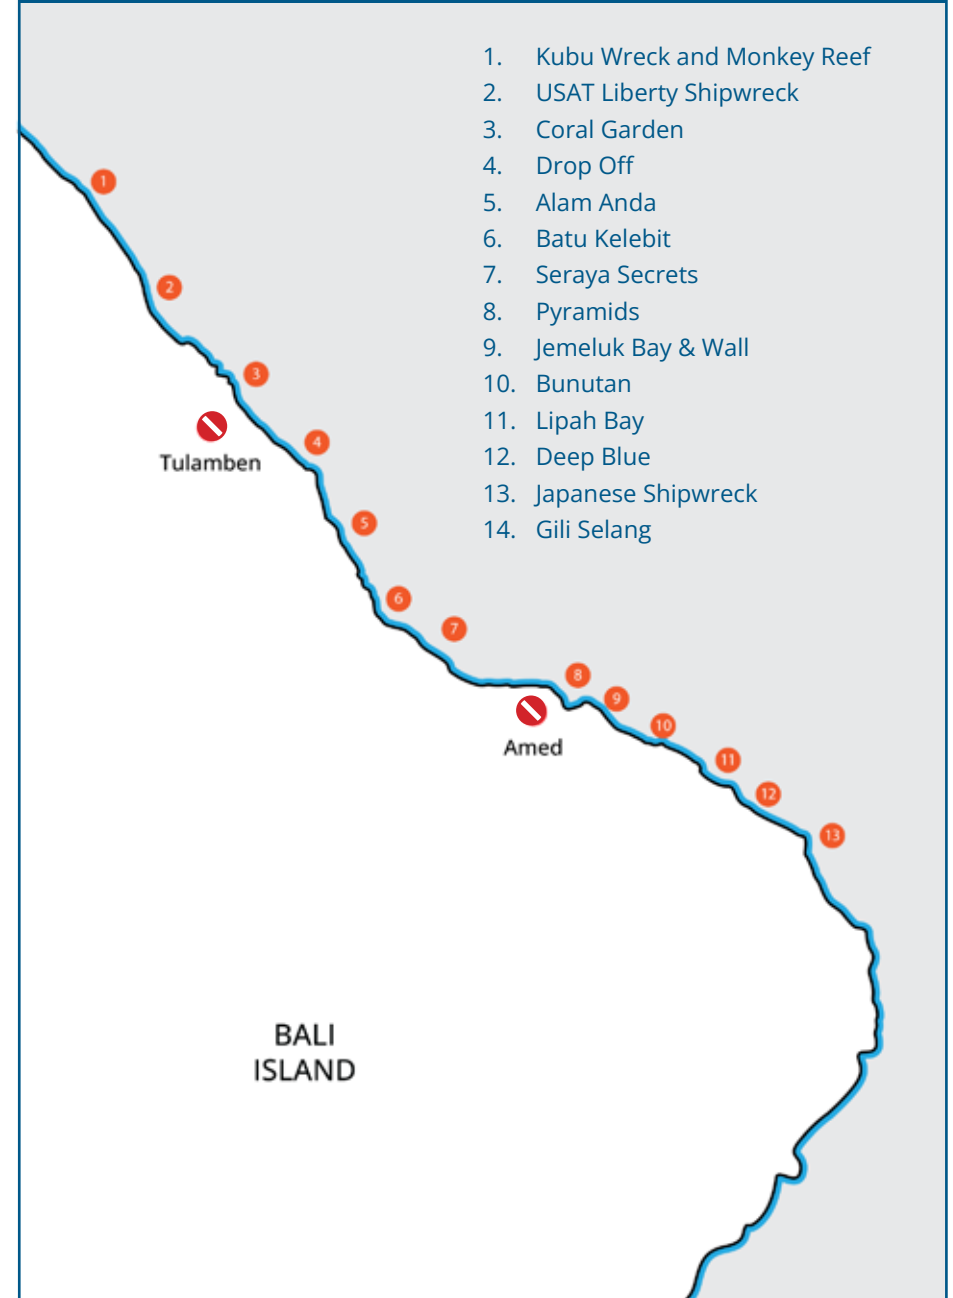 1. Kubu Wreck and Monkey Reef
2. USAT Liberty Shipwreck
3. Coral Garden
4. Drop Off
5. Alam Anda
6. Batu Kelebit
7. Seraya Secrets
8. Pyramids
9. Jemeluk Bay & Wall
10. Bunutan
11. Lipah Bay
12. Deep Blue
13. Japanese Shipwreck
14. Gili Selang
1
2
3
4
Tulamben
5
6
7
8
9
10
Amed
11
12
13
BALI
ISLAND